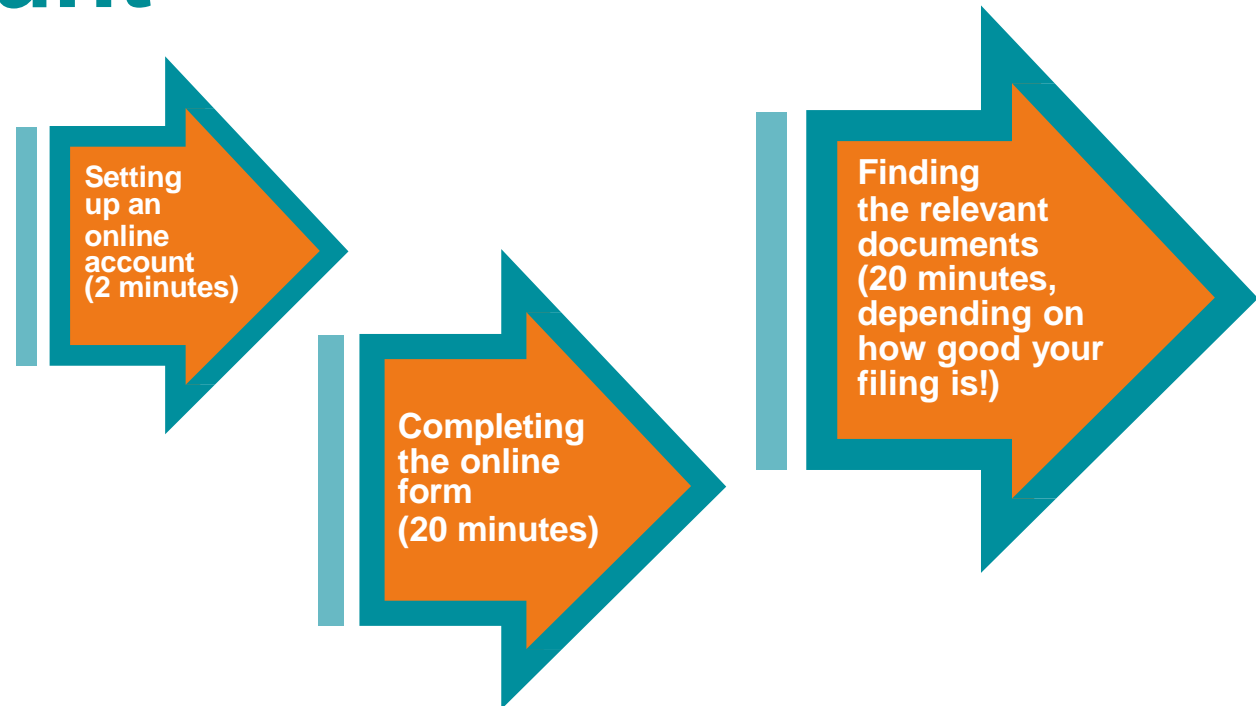 Setting
up an
online
account
(2 minutes)
Completing
the online
form
(20 minutes)
Finding
the relevant
documents
(20 minutes,
depending on
how good your
filing is!)